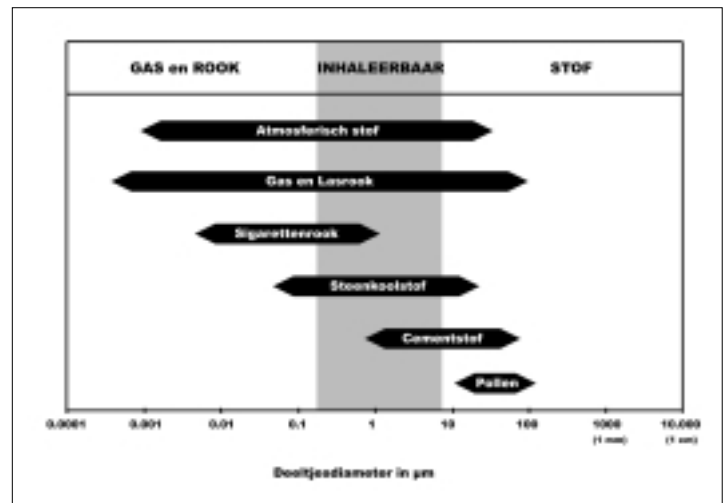 GAS en ROOK INHALEERBAAR STOF
Atmosferisch stof
Gas en Lasrook
Sigarettenrook
Steenkoolstof
Cementstof
Pollen
0.0001 0.001 0.01 0.1 1 10 100 1000 10.000
(1 mm) (1 cm)
Deeltjesdiameter in µm